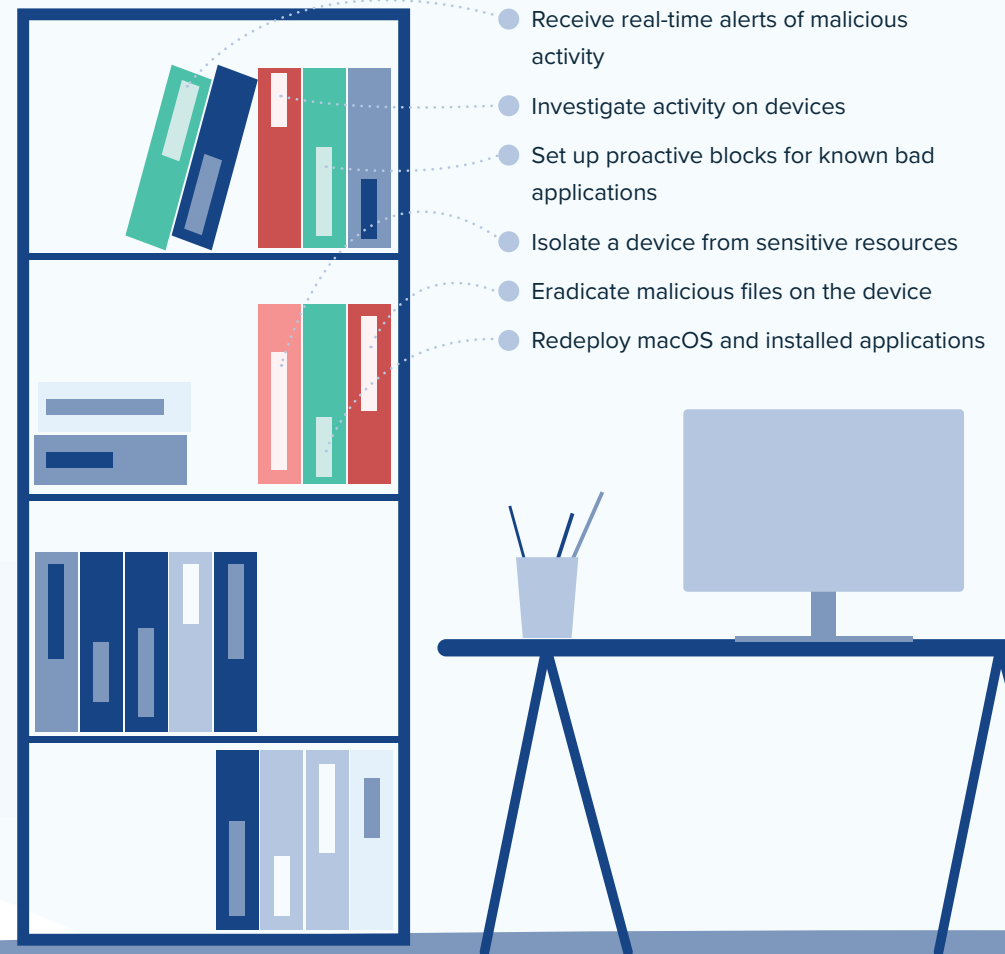 Receive real-time alerts of malicious
activity
Investigate activity on devices
Set up proactive blocks for known bad
applications
Isolate a device from sensitive resources
Eradicate malicious files on the device
Redeploy macOS and installed applications